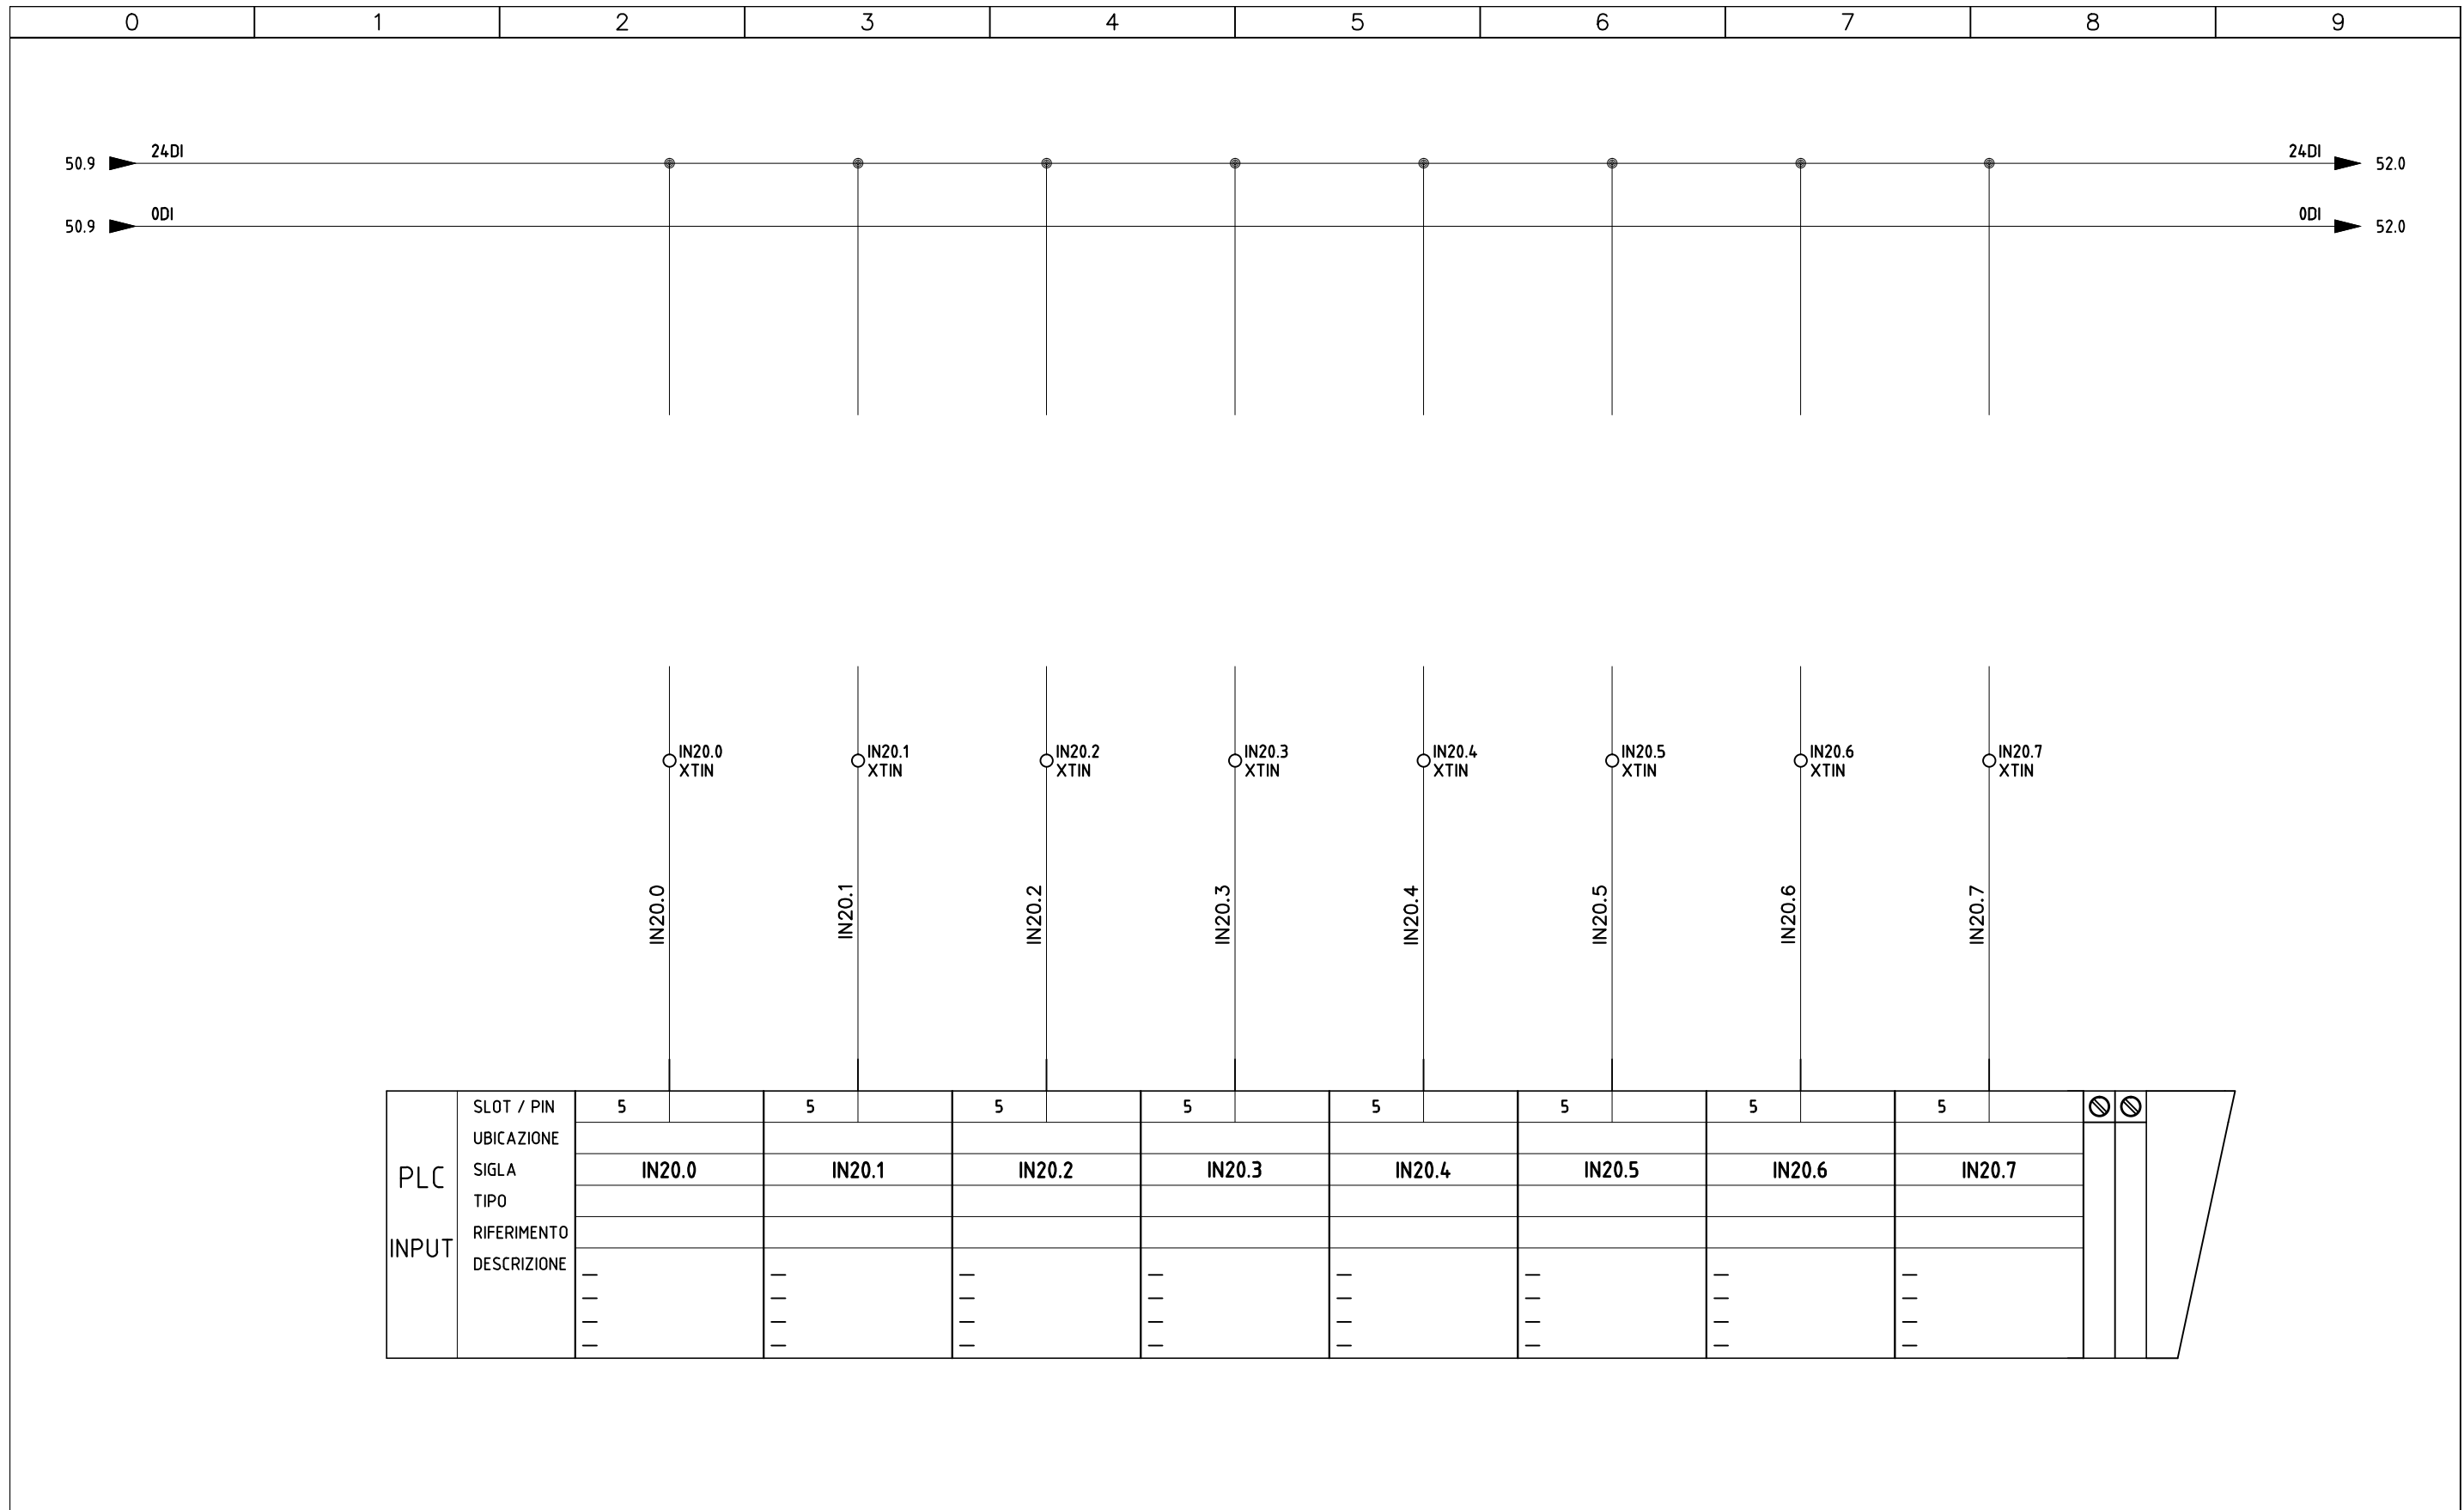 0 1 2 3 4 5 6 7 8 9
24DI 24DI
50.9 52.0
0DI 0DI
50.9 52.0
IN20.0 IN20.1 IN20.2 IN20.3 IN20.4 IN20.5 IN20.6 IN20.7
XTIN XTIN XTIN XTIN XTIN XTIN XTIN XTIN
IN20.0 IN20.1 IN20.2 IN20.3 IN20.4 IN20.5 IN20.6 IN20.7
PLC
INPUT
SLOT / PIN 5 5 5 5 5 5 5 5
UBICAZIONE
SIGLA IN20.0 IN20.1 IN20.2 IN20.3 IN20.4 IN20.5 IN20.6 IN20.7
TIPO
RIFERIMENTO
DESCRIZIONE